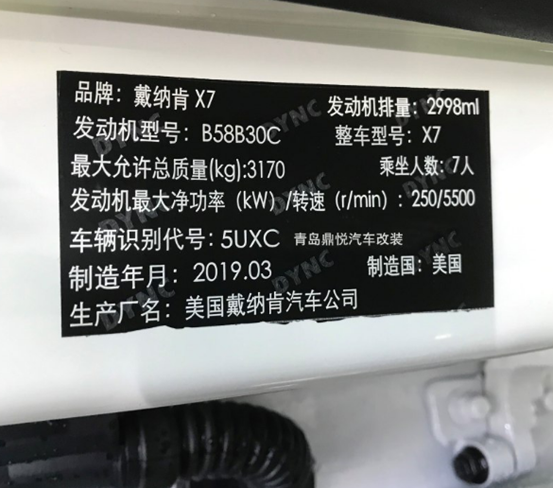 品牌：戴纳肯 X7 发动机排量：2998ml
发动机型号：B58B30C 整车型号：X7
最大允许总质量(kg):3170 乘坐人数：7人
发动机最大净功率（kW）/转速（r/min）：250/5500
车辆识别代号：5UXC 青岛鼎悦汽车改装
制造年月：2019.03 制造国：美国
生产厂名：美国戴纳肯汽车公司